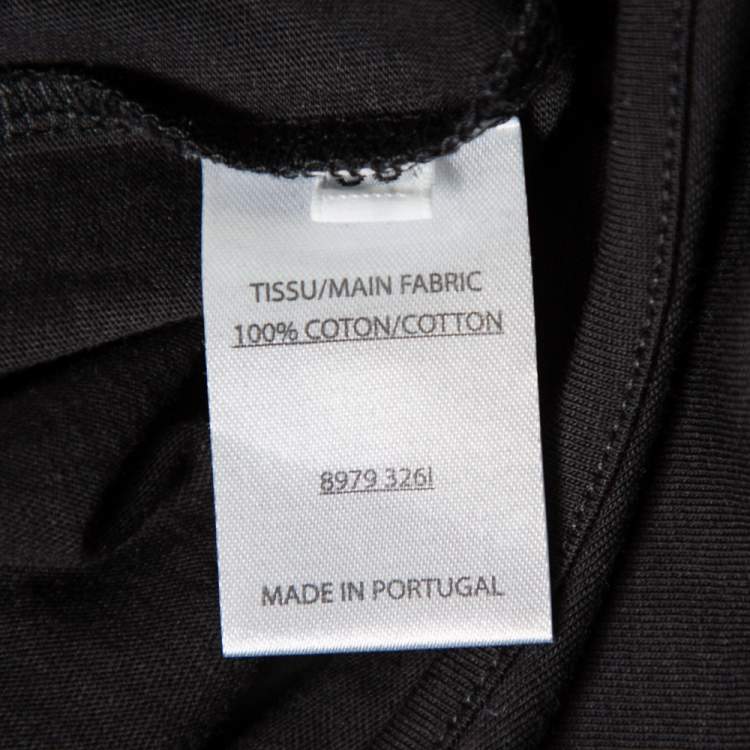 TISSU/MAIN FABRIC
100% COTON/COTTON
8979 326I
MADE IN PORTUGAL